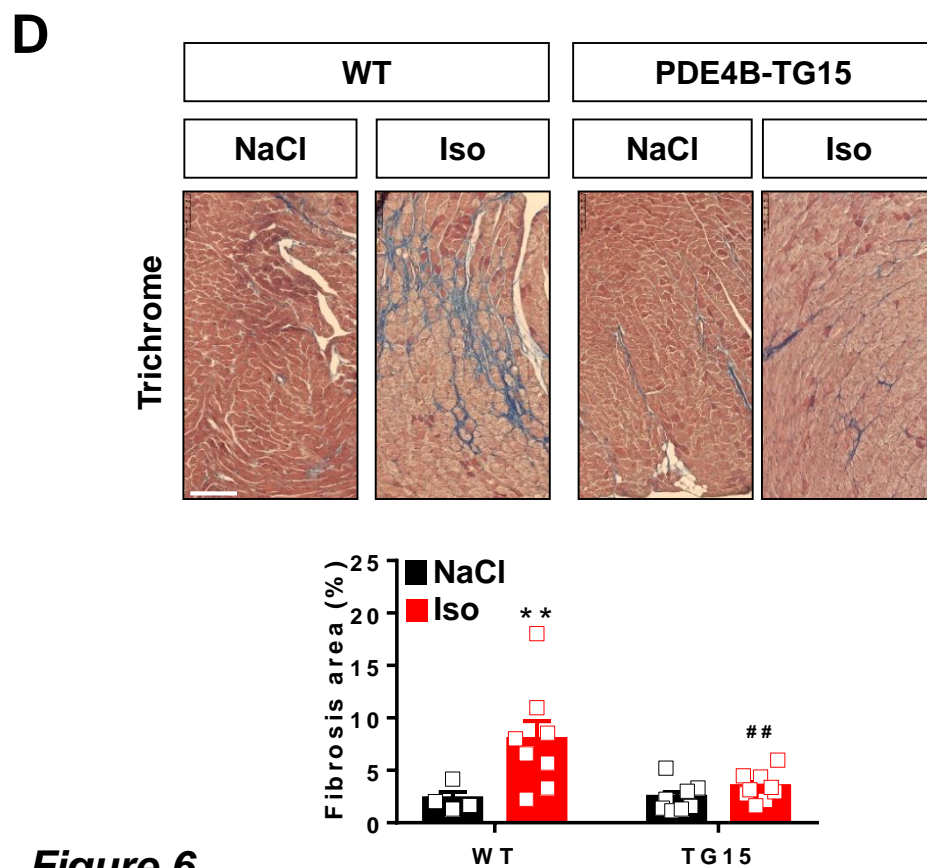 D
WT PDE4B-TG15
NaCl Iso NaCl Iso
Trichrome
Fibrosis area (%)
25
20
15
10
5
0
NaCl
Iso
**
##
WT TG15
Figure 6